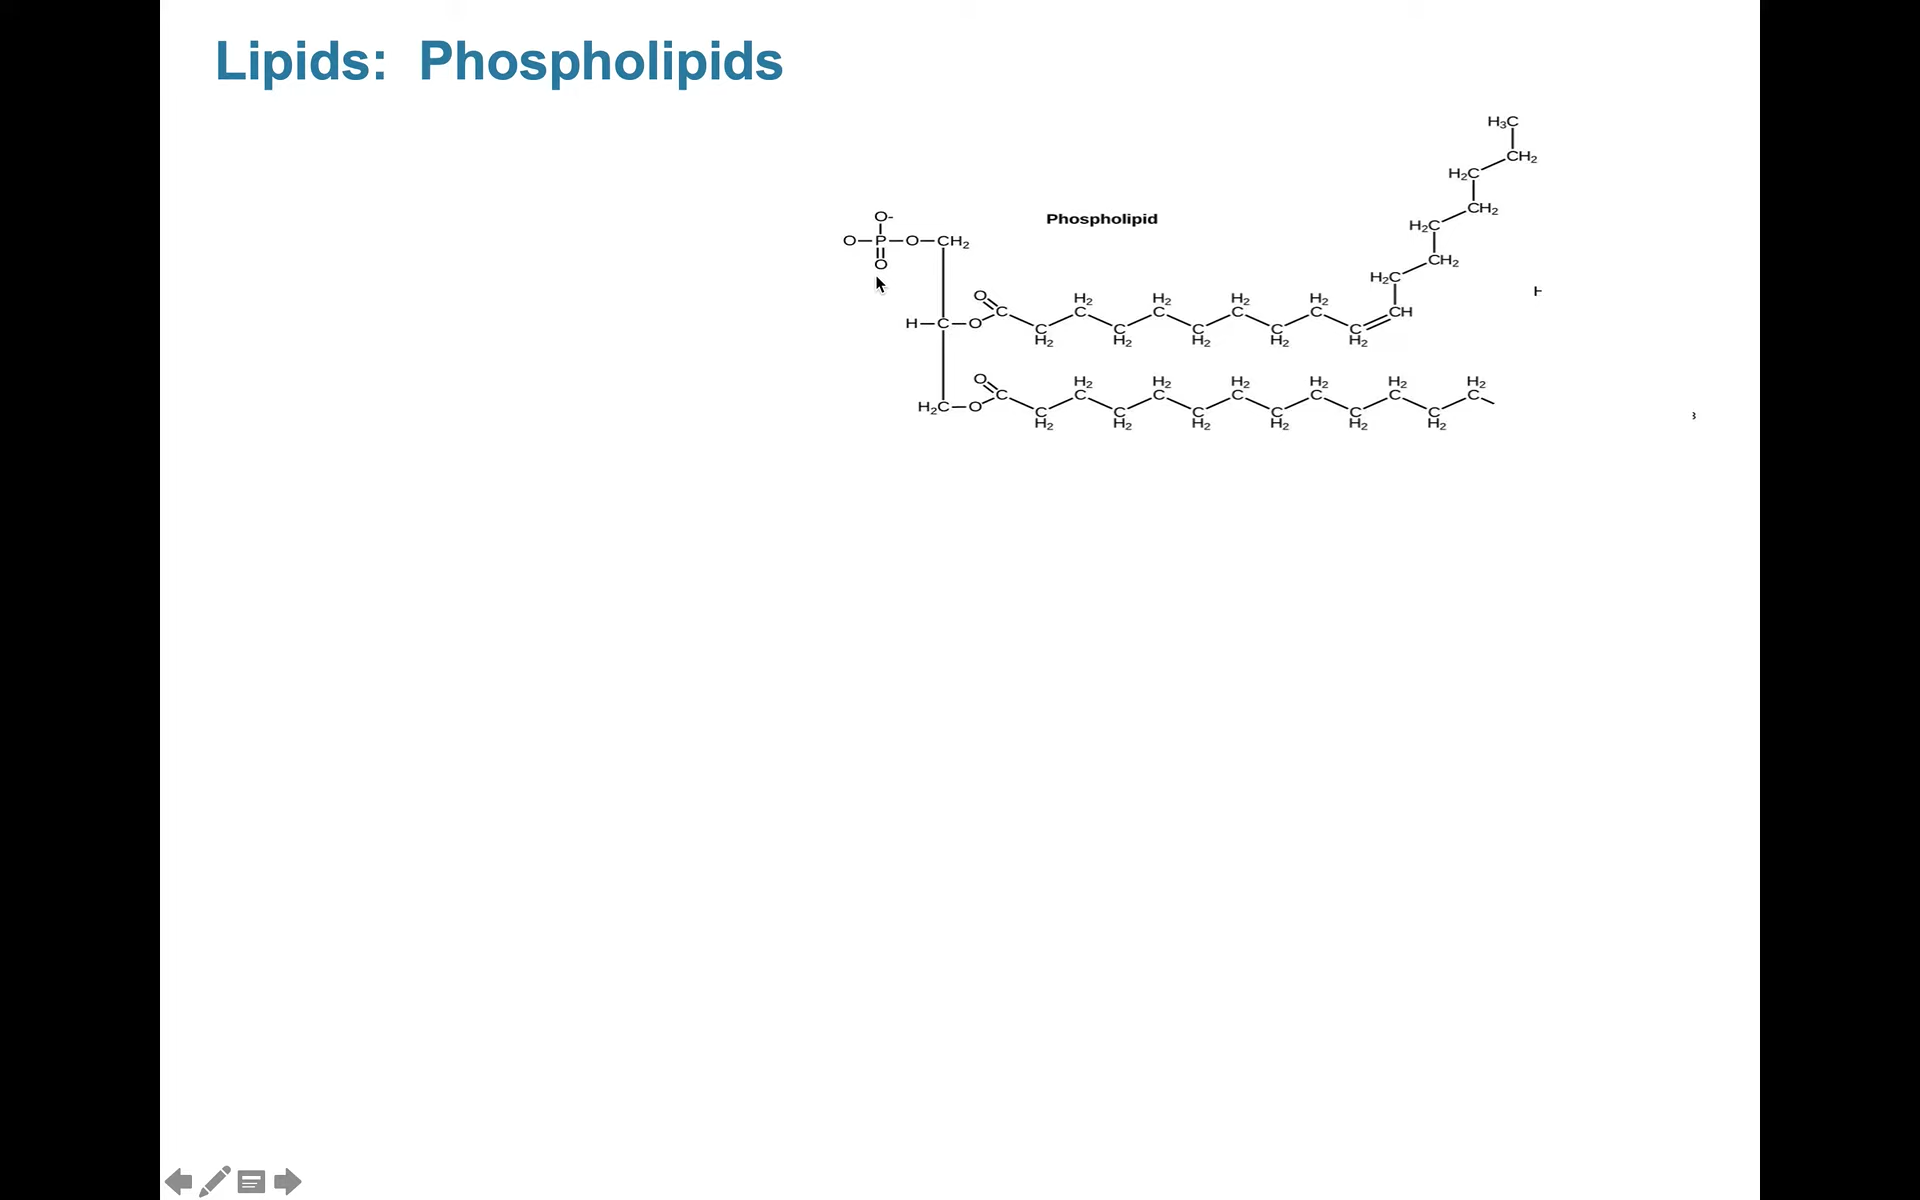 Lipids:  Phospholipids
H₃C
CH₂
H₂C
CH₂
H₂C
CH₂
H₂C
CH
O-
O–P–O–CH₂
O
Phospholipid
O H₂ H₂ H₂ H₂
C C C C C
H–C–O C C C C C
H₂ H₂ H₂ H₂ H₂
O H₂ H₂ H₂ H₂ H₂ H₂
C C C C C C C
H₂C–O C C C C C C
H₂ H₂ H₂ H₂ H₂ H₂